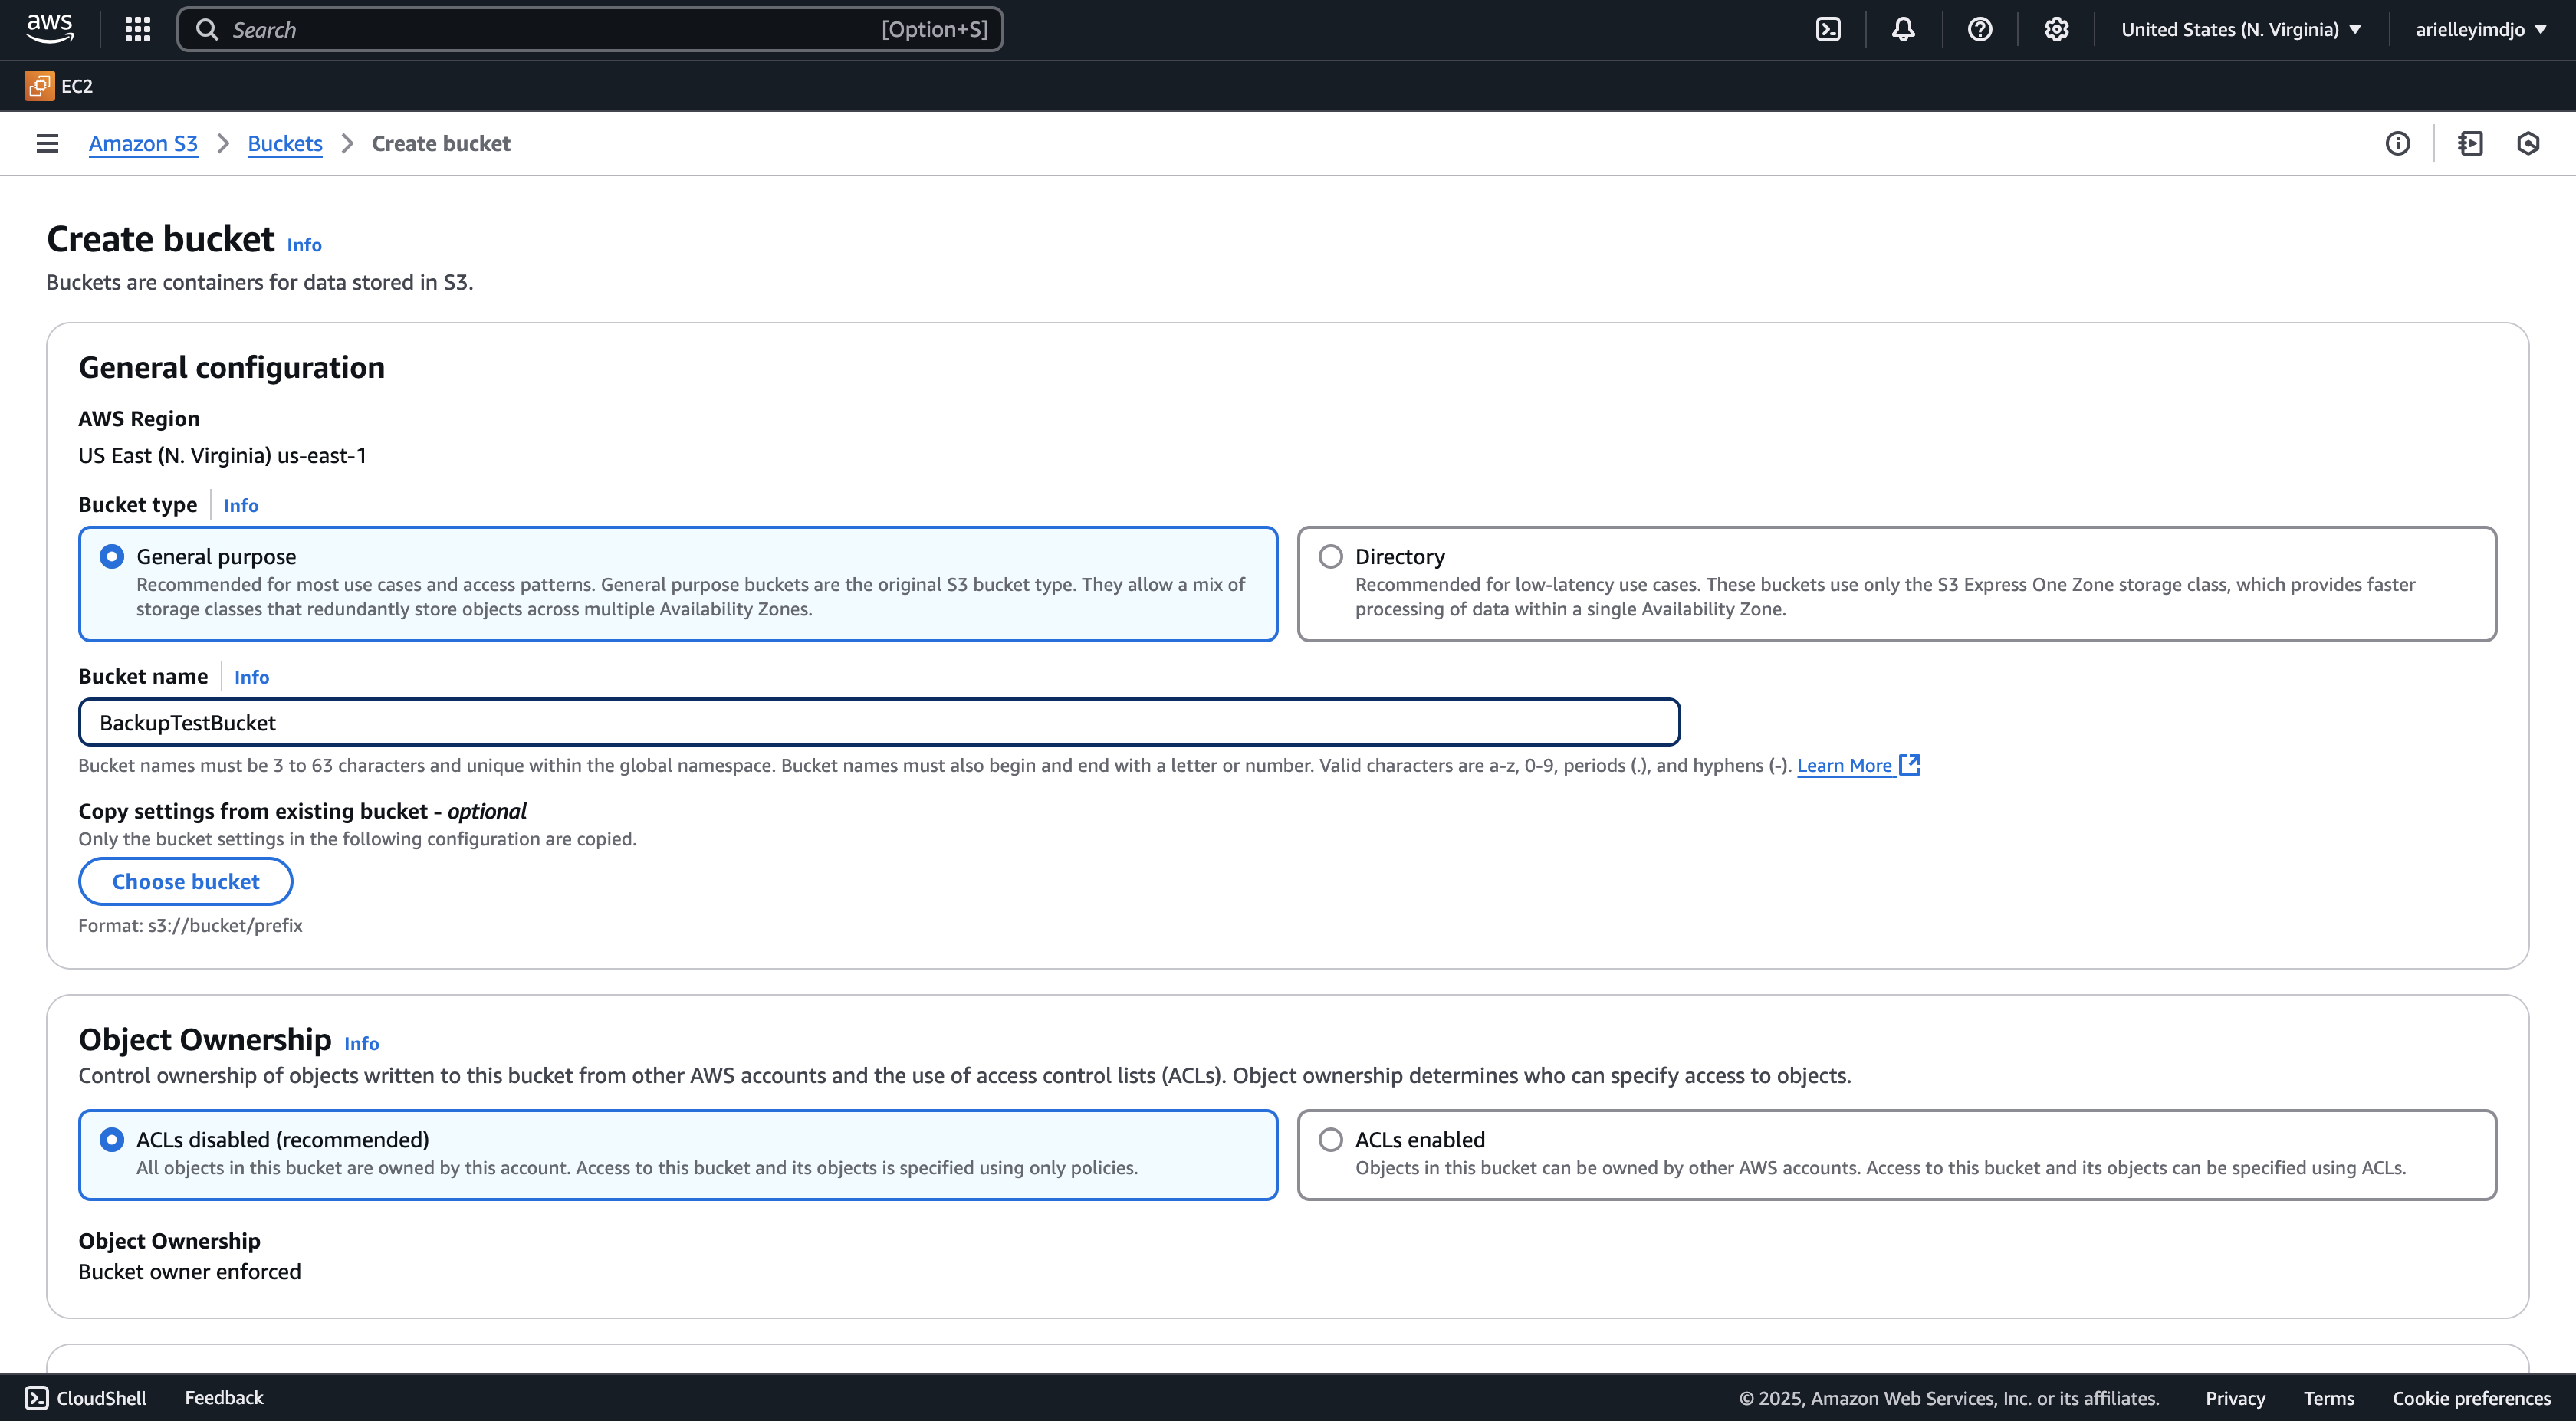 aws
Search [Option+S]
United States (N. Virginia) arielleyimdjo
EC2
Amazon S3 Buckets Create bucket
Create bucket Info
Buckets are containers for data stored in S3.
General configuration
AWS Region
US East (N. Virginia) us-east-1
Bucket type Info
General purpose
Recommended for most use cases and access patterns. General purpose buckets are the original S3 bucket type. They allow a mix of
storage classes that redundantly store objects across multiple Availability Zones.
Directory
Recommended for low-latency use cases. These buckets use only the S3 Express One Zone storage class, which provides faster
processing of data within a single Availability Zone.
Bucket name Info
BackupTestBucket
Bucket names must be 3 to 63 characters and unique within the global namespace. Bucket names must also begin and end with a letter or number. Valid characters are a-z, 0-9, periods (.), and hyphens (-). Learn More
Copy settings from existing bucket - optional
Only the bucket settings in the following configuration are copied.
Choose bucket
Format: s3://bucket/prefix
Object Ownership Info
Control ownership of objects written to this bucket from other AWS accounts and the use of access control lists (ACLs). Object ownership determines who can specify access to objects.
ACLs disabled (recommended)
All objects in this bucket are owned by this account. Access to this bucket and its objects is specified using only policies.
ACLs enabled
Objects in this bucket can be owned by other AWS accounts. Access to this bucket and its objects can be specified using ACLs.
Object Ownership
Bucket owner enforced
CloudShell Feedback © 2025, Amazon Web Services, Inc. or its affiliates. Privacy Terms Cookie preferences